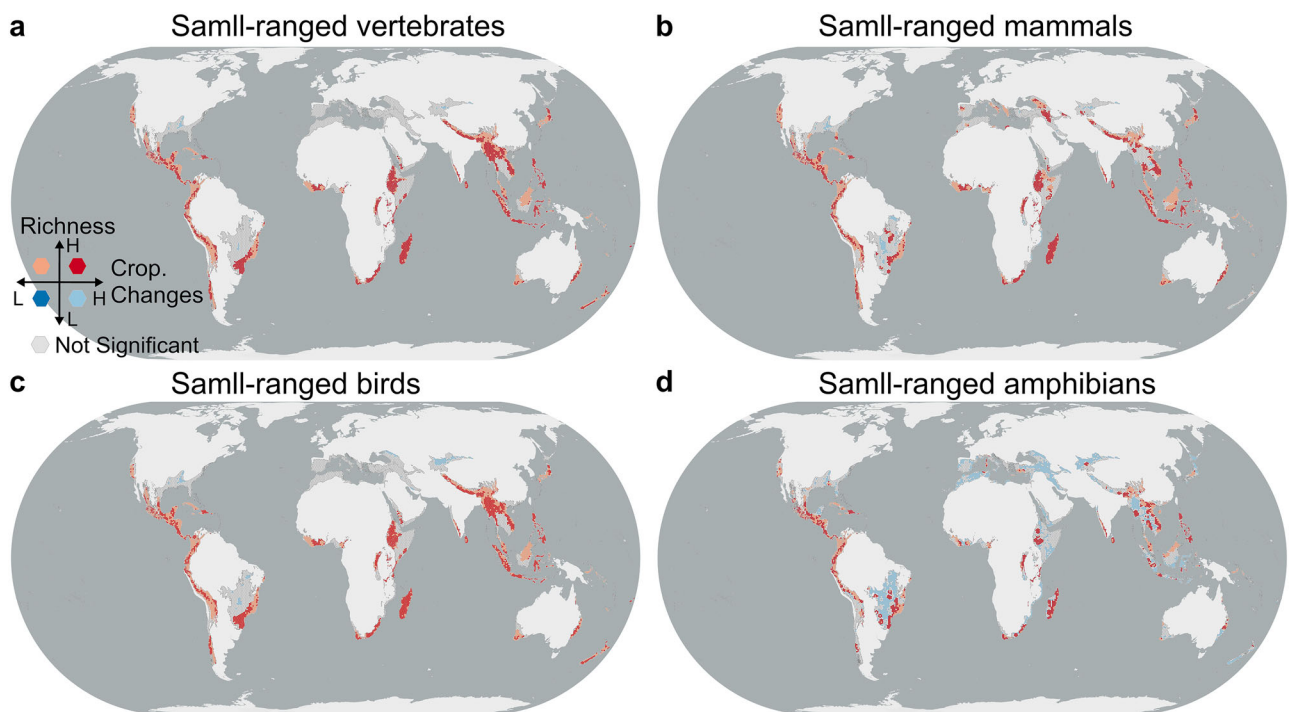 a Samll-ranged vertebrates
b Samll-ranged mammals
Richness
H
Crop.
L H Changes
L
Not Significant
c Samll-ranged birds
d Samll-ranged amphibians